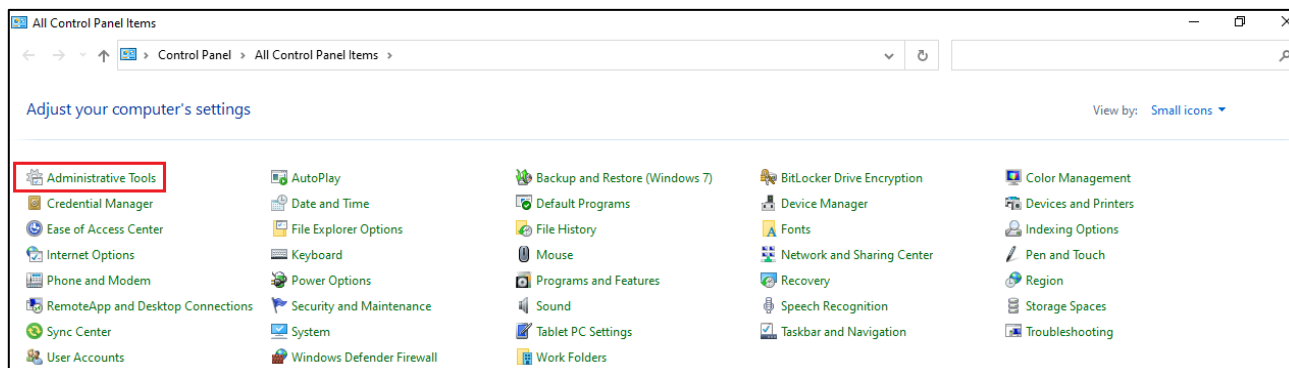 All Control Panel Items
Control Panel > All Control Panel Items >
Adjust your computer's settings
View by: Small icons
Administrative Tools AutoPlay Backup and Restore (Windows 7) BitLocker Drive Encryption Color Management
Credential Manager Date and Time Default Programs Device Manager Devices and Printers
Ease of Access Center File Explorer Options File History Fonts Indexing Options
Internet Options Keyboard Mouse Network and Sharing Center Pen and Touch
Phone and Modem Power Options Programs and Features Recovery Region
RemoteApp and Desktop Connections Security and Maintenance Sound Speech Recognition Storage Spaces
Sync Center System Tablet PC Settings Taskbar and Navigation Troubleshooting
User Accounts Windows Defender Firewall Work Folders